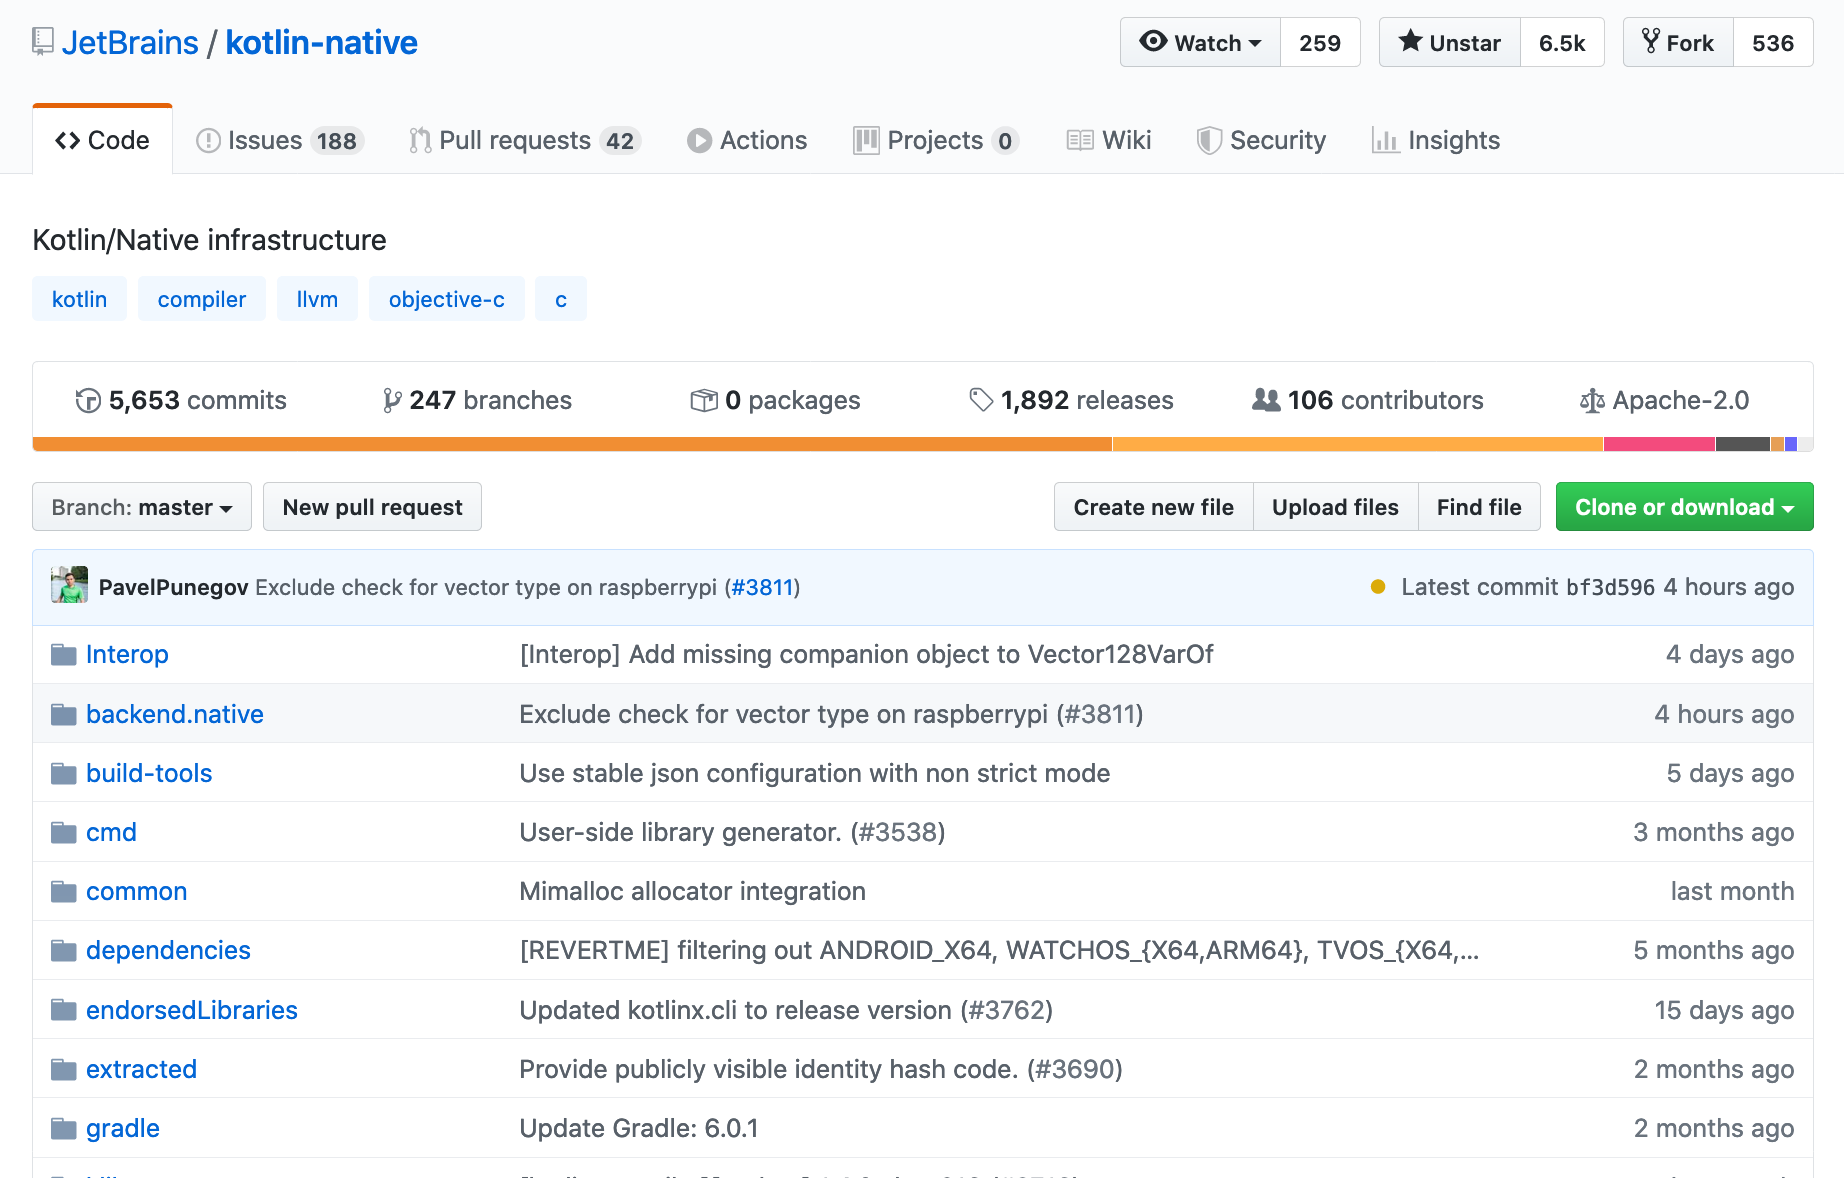 JetBrains / kotlin-native
Watch 259 Unstar 6.5k Fork 536
Code Issues 188 Pull requests 42 Actions Projects 0 Wiki Security Insights
Kotlin/Native infrastructure
kotlin compiler llvm objective-c c
5,653 commits 247 branches 0 packages 1,892 releases 106 contributors Apache-2.0
Branch: master New pull request Create new file Upload files Find file Clone or download
PavelPunegov Exclude check for vector type on raspberrypi (#3811) Latest commit bf3d596 4 hours ago
Interop [Interop] Add missing companion object to Vector128VarOf 4 days ago
backend.native Exclude check for vector type on raspberrypi (#3811) 4 hours ago
build-tools Use stable json configuration with non strict mode 5 days ago
cmd User-side library generator. (#3538) 3 months ago
common Mimalloc allocator integration last month
dependencies [REVERTME] filtering out ANDROID_X64, WATCHOS_{X64,ARM64}, TVOS_{X64,... 5 months ago
endorsedLibraries Updated kotlinx.cli to release version (#3762) 15 days ago
extracted Provide publicly visible identity hash code. (#3690) 2 months ago
gradle Update Gradle: 6.0.1 2 months ago